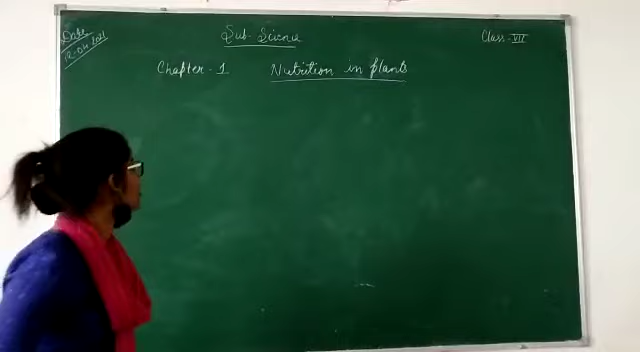 Date
12-04-2021
Sub- Science
Class-VII
Chapter-1 Nutrition in plants